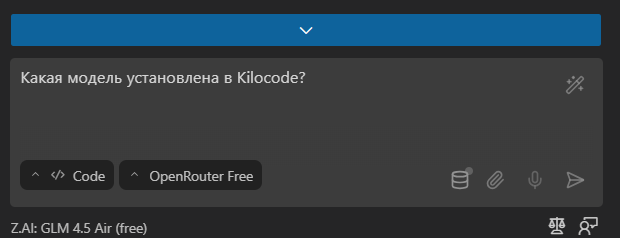 Какая модель установлена в Kilocode?
Code
OpenRouter Free
Z.AI: GLM 4.5 Air (free)